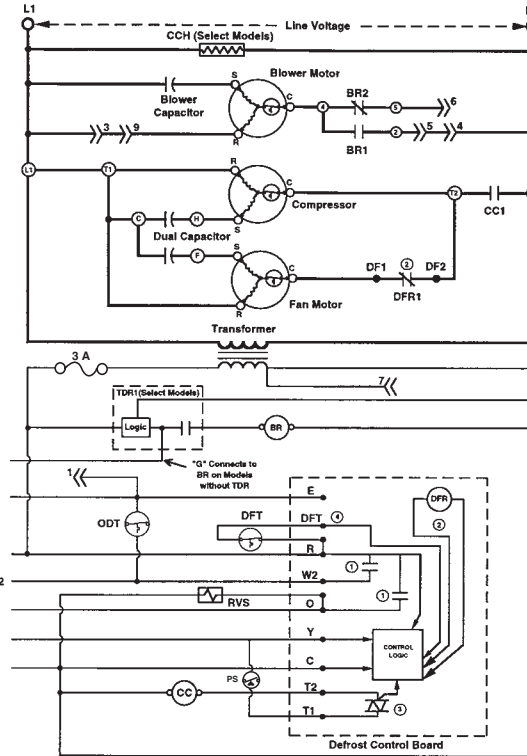 L1
Line Voltage
CCH (Select Models)
Blower Motor
S
C
R
Blower
Capacitor
4
BR2
5
6
3
9
BR1
2
5
4
L1
T1
R
C
S
Compressor
T2
CC1
C
H
Dual Capacitor
F
S
C
R
Fan Motor
DF1
2
DF2
DFR1
Transformer
3 A
7
TDR1(Select Models)
Logic
BR
"G" Connects to
BR on Models
without TDR
1
E
DFR
ODT
DFT
DFT
4
2
R
1
W2
2
1
RVS
O
Y
CONTROL
LOGIC
PS
C
CC
T2
3
T1
Defrost Control Board